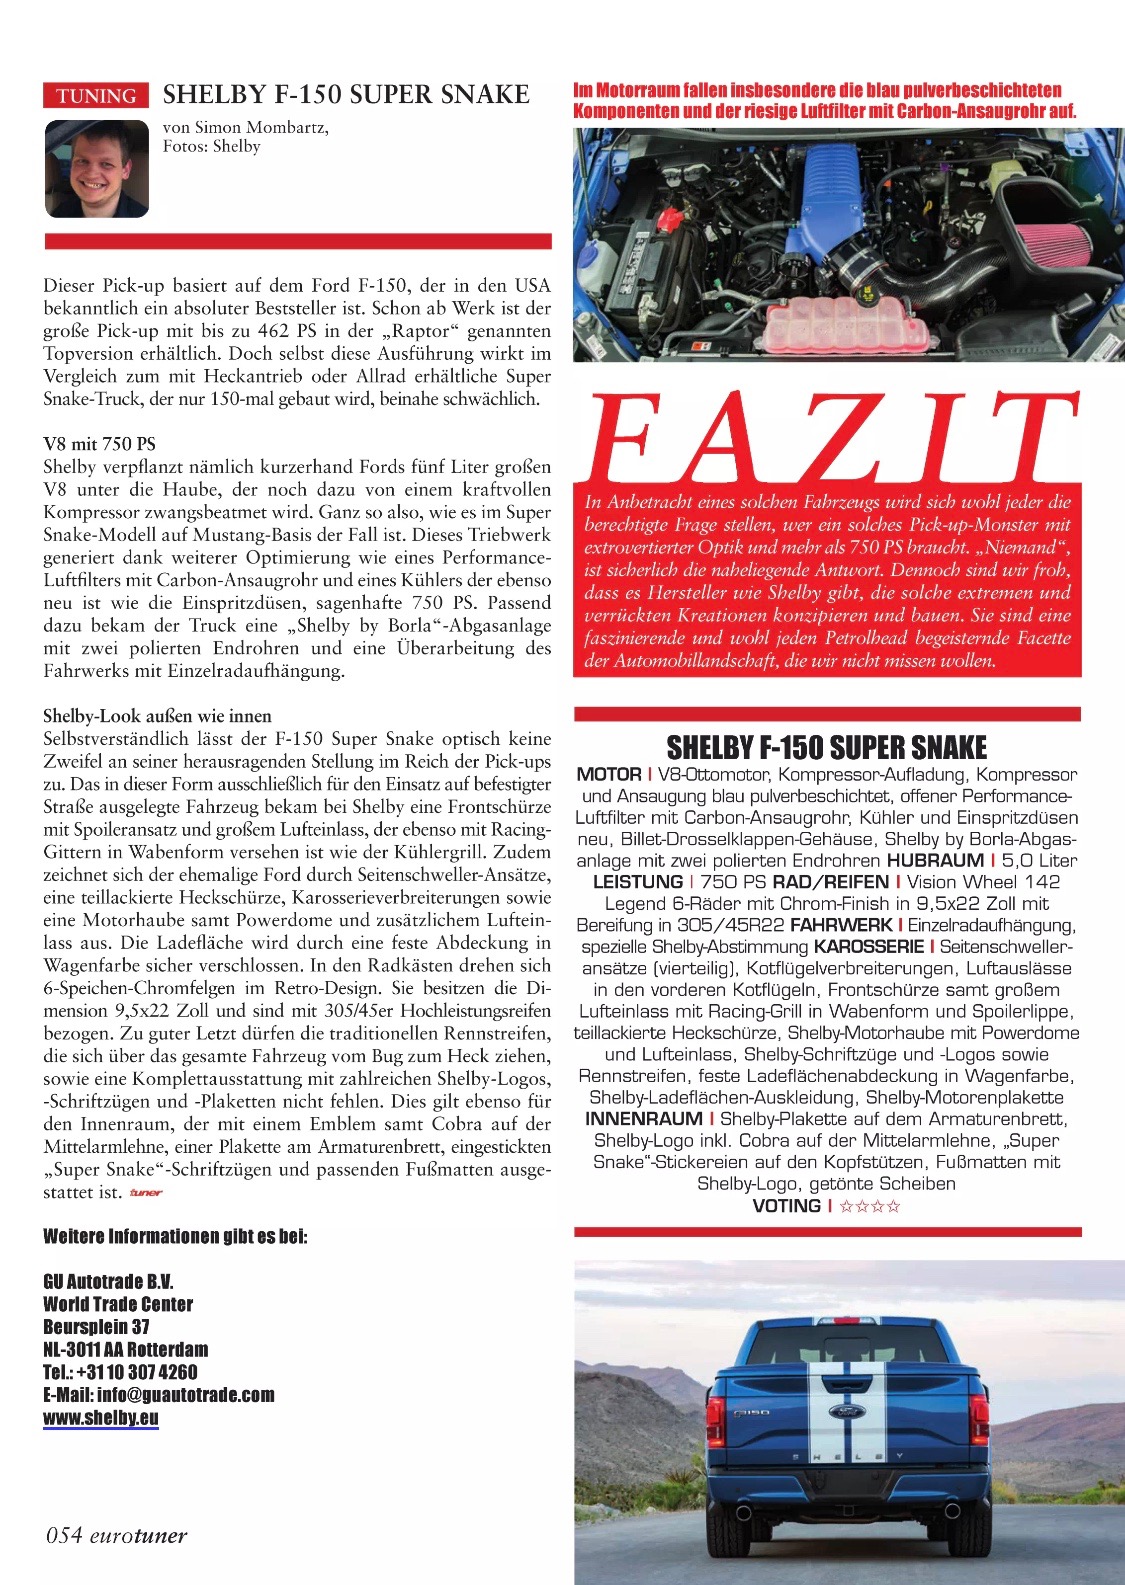 TUNING
SHELBY F-150 SUPER SNAKE
von Simon Mombartz,
Fotos: Shelby
Dieser Pick-up basiert auf dem Ford F-150, der in den USA
bekanntlich ein absoluter Beststeller ist. Schon ab Werk ist der
große Pick-up mit bis zu 462 PS in der „Raptor“ genannten
Topversion erhältlich. Doch selbst diese Ausführung wirkt im
Vergleich zum mit Heckantrieb oder Allrad erhältliche Super
Snake-Truck, der nur 150-mal gebaut wird, beinahe schwächlich.
V8 mit 750 PS
Shelby verpflanzt nämlich kurzerhand Fords fünf Liter großen
V8 unter die Haube, der noch dazu von einem kraftvollen
Kompressor zwangsbeatmet wird. Ganz so also, wie es im Super
Snake-Modell auf Mustang-Basis der Fall ist. Dieses Triebwerk
generiert dank weiterer Optimierung wie eines Performance-
Luftfilters mit Carbon-Ansaugrohr und eines Kühlers der ebenso
neu ist wie die Einspritzdüsen, sagenhafte 750 PS. Passend
dazu bekam der Truck eine „Shelby by Borla“-Abgasanlage
mit zwei polierten Endrohren und eine Überarbeitung des
Fahrwerks mit Einzelradaufhängung.
Shelby-Look außen wie innen
Selbstverständlich lässt der F-150 Super Snake optisch keine
Zweifel an seiner herausragenden Stellung im Reich der Pick-ups
zu. Das in dieser Form ausschließlich für den Einsatz auf befestigter
Straße ausgelegte Fahrzeug bekam bei Shelby eine Frontschürze
mit Spoileransatz und großem Lufteinlass, der ebenso mit Racing-
Gittern in Wabenform versehen ist wie der Kühlergrill. Zudem
zeichnet sich der ehemalige Ford durch Seitenschweller-Ansätze,
eine teillackierte Heckschürze, Karosserieverbreiterungen sowie
eine Motorhaube samt Powerdome und zusätzlichem Luftein-
lass aus. Die Ladefläche wird durch eine feste Abdeckung in
Wagenfarbe sicher verschlossen. In den Radkästen drehen sich
6-Speichen-Chromfelgen im Retro-Design. Sie besitzen die Di-
mension 9,5x22 Zoll und sind mit 305/45er Hochleistungsreifen
bezogen. Zu guter Letzt dürfen die traditionellen Rennstreifen,
die sich über das gesamte Fahrzeug vom Bug zum Heck ziehen,
sowie eine Komplettausstattung mit zahlreichen Shelby-Logos,
-Schriftzügen und -Plaketten nicht fehlen. Dies gilt ebenso für
den Innenraum, der mit einem Emblem samt Cobra auf der
Mittelarmlehne, einer Plakette am Armaturenbrett, eingestickten
„Super Snake“-Schriftzügen und passenden Fußmatten ausge-
stattet ist. tuner
Weitere Informationen gibt es bei:
GU Autotrade B.V.
World Trade Center
Beursplein 37
NL-3011 AA Rotterdam
Tel.: +31 10 307 4260
E-Mail: info@guautotrade.com
www.shelby.eu
054 eurotuner
Im Motorraum fallen insbesondere die blau pulverbeschichteten
Komponenten und der riesige Luftfilter mit Carbon-Ansaugrohr auf.
FAZIT
In Anbetracht eines solchen Fahrzeugs wird sich wohl jeder die
berechtigte Frage stellen, wer ein solches Pick-up-Monster mit
extrovertierter Optik und mehr als 750 PS braucht. „Niemand“,
ist sicherlich die naheliegende Antwort. Dennoch sind wir froh,
dass es Hersteller wie Shelby gibt, die solche extremen und
verrückten Kreationen konzipieren und bauen. Sie sind eine
faszinierende und wohl jeden Petrolhead begeisternde Facette
der Automobillandschaft, die wir nicht missen wollen.
SHELBY F-150 SUPER SNAKE
MOTOR | V8-Ottomotor, Kompressor-Aufladung, Kompressor
und Ansaugung blau pulverbeschichtet, offener Performance-
Luftfilter mit Carbon-Ansaugrohr, Kühler und Einspritzdüsen
neu, Billet-Drosselklappen-Gehäuse, Shelby by Borla-Abgas-
anlage mit zwei polierten Endrohren HUBRAUM | 5,0 Liter
LEISTUNG | 750 PS RAD/REIFEN | Vision Wheel 142
Legend 6-Räder mit Chrom-Finish in 9,5x22 Zoll mit
Bereifung in 305/45R22 FAHRWERK | Einzelradaufhängung,
spezielle Shelby-Abstimmung KAROSSERIE | Seitenschweller-
ansätze (vierteilig), Kotflügelverbreiterungen, Luftauslässe
in den vorderen Kotflügeln, Frontschürze samt großem
Lufteinlass mit Racing-Grill in Wabenform und Spoilerlippe,
teillackierte Heckschürze, Shelby-Motorhaube mit Powerdome
und Lufteinlass, Shelby-Schriftzüge und -Logos sowie
Rennstreifen, feste Ladeflächenabdeckung in Wagenfarbe,
Shelby-Ladeflächen-Auskleidung, Shelby-Motorenplakette
INNENRAUM | Shelby-Plakette auf dem Armaturenbrett,
Shelby-Logo inkl. Cobra auf der Mittelarmlehne, „Super
Snake“-Stickereien auf den Kopfstützen, Fußmatten mit
Shelby-Logo, getönte Scheiben
VOTING | ☆☆☆☆
F150
Ford
SHELBY